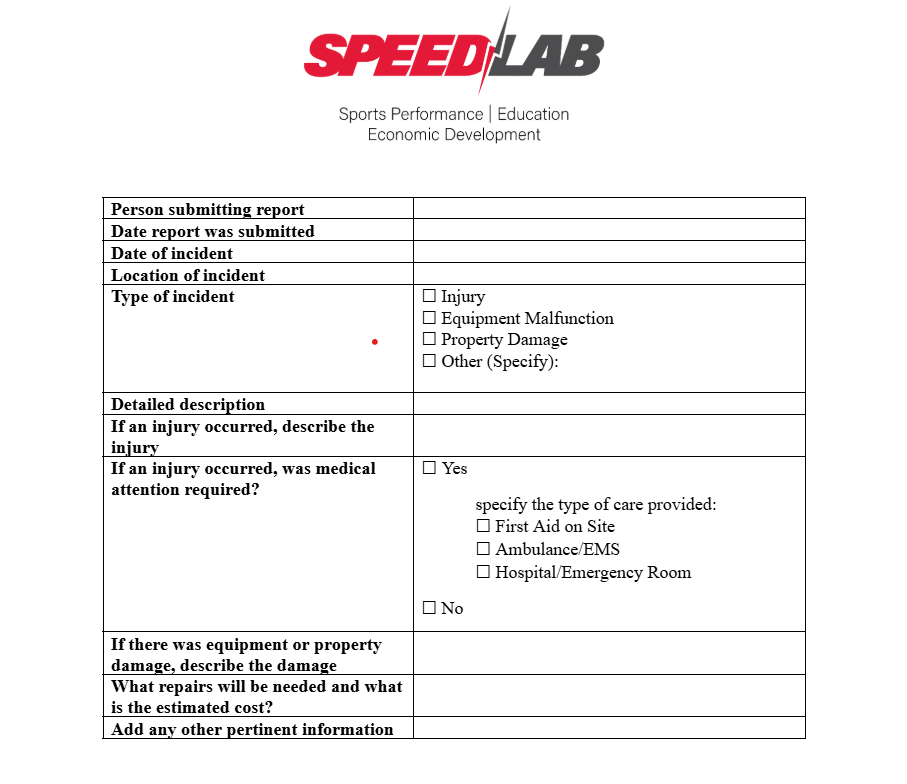 SPEED LAB
Sports Performance | Education
Economic Development
Person submitting report
Date report was submitted
Date of incident
Location of incident
Type of incident
☐ Injury
☐ Equipment Malfunction
☐ Property Damage
☐ Other (Specify):
Detailed description
If an injury occurred, describe the
injury
If an injury occurred, was medical
attention required?
☐ Yes
specify the type of care provided:
☐ First Aid on Site
☐ Ambulance/EMS
☐ Hospital/Emergency Room
☐ No
If there was equipment or property
damage, describe the damage
What repairs will be needed and what
is the estimated cost?
Add any other pertinent information